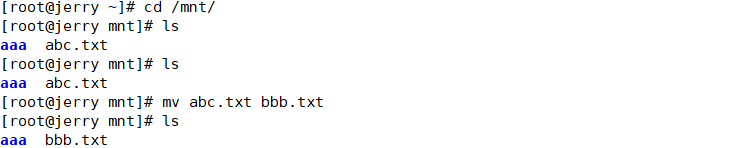 [root@jerry ~]# cd /mnt/
[root@jerry mnt]# ls
aaa  abc.txt
[root@jerry mnt]# ls
aaa  abc.txt
[root@jerry mnt]# mv abc.txt bbb.txt
[root@jerry mnt]# ls
aaa  bbb.txt